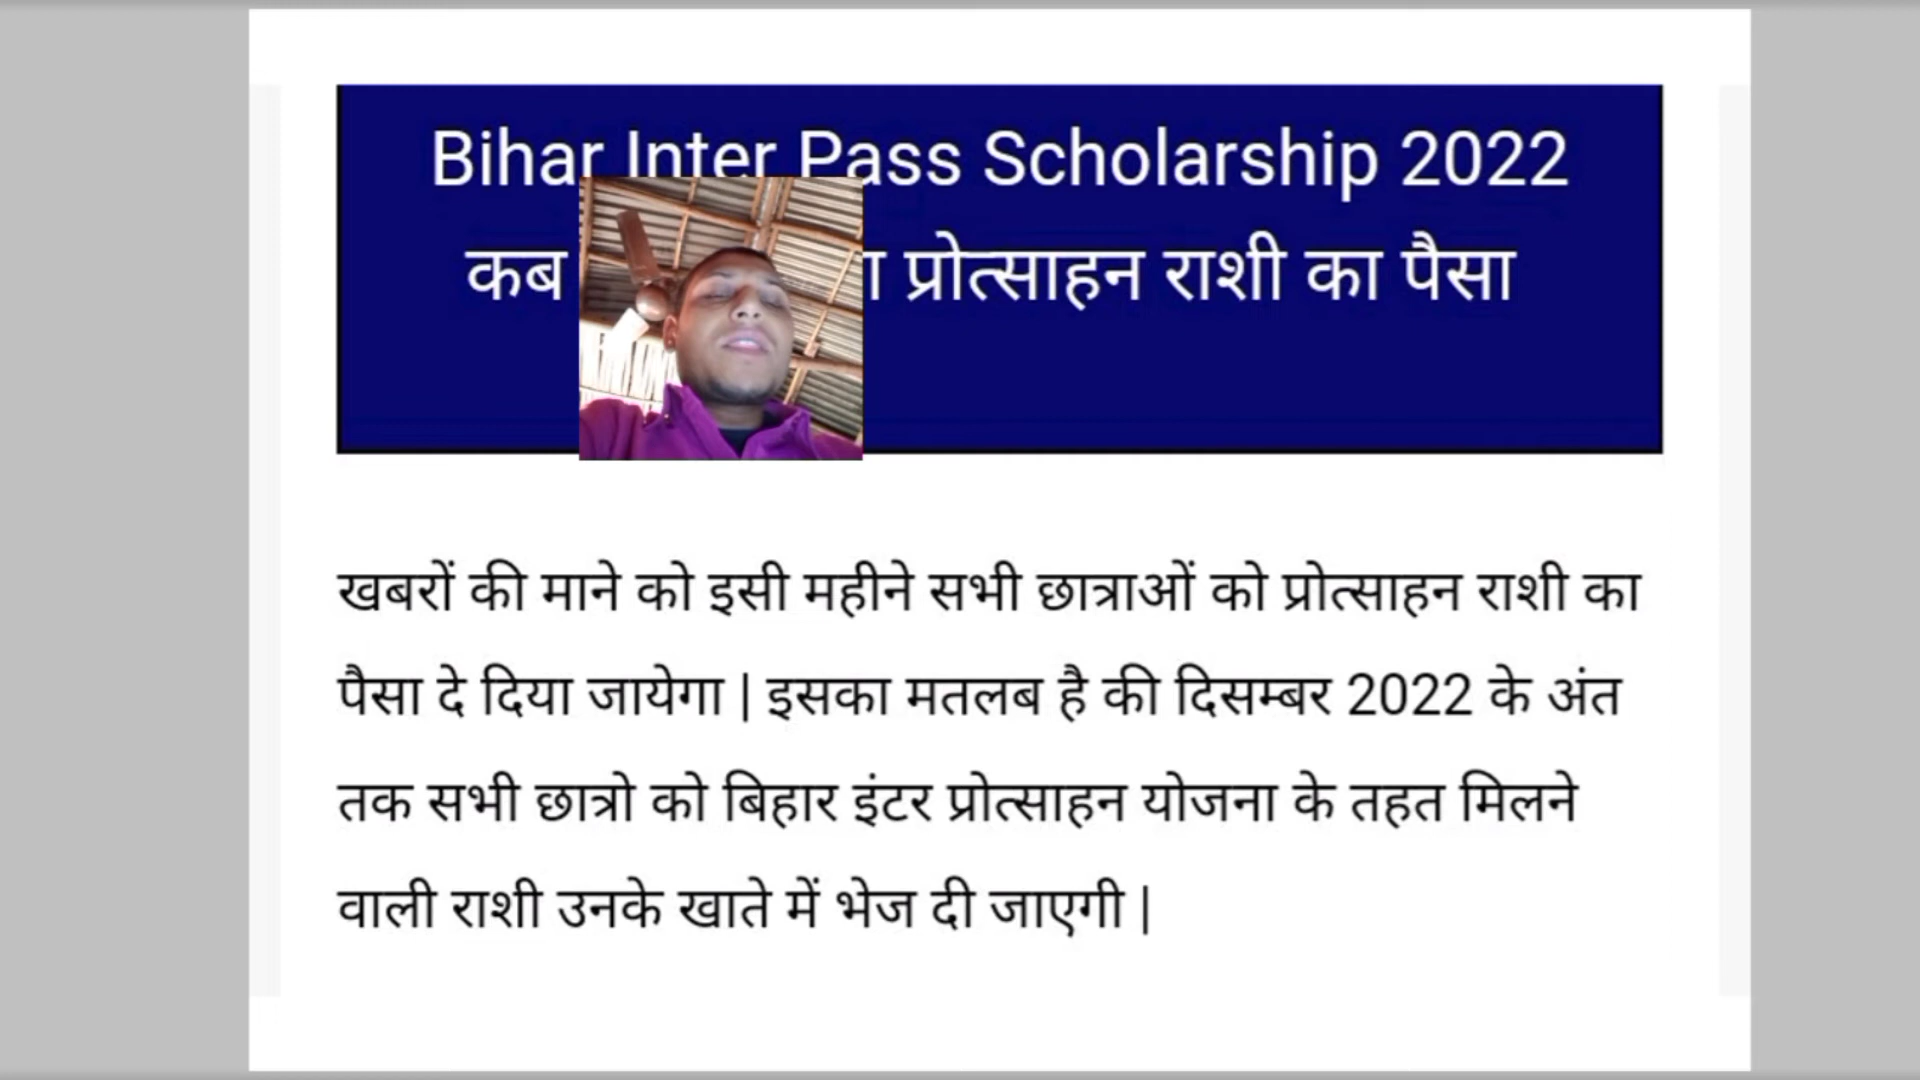 Bihar Inter Pass Scholarship 2022
कब प्रोत्साहन राशी का पैसा
खबरों की माने को इसी महीने सभी छात्राओं को प्रोत्साहन राशी का
पैसा दे दिया जायेगा | इसका मतलब है की दिसम्बर 2022 के अंत
तक सभी छात्रो को बिहार इंटर प्रोत्साहन योजना के तहत मिलने
वाली राशी उनके खाते में भेज दी जाएगी |